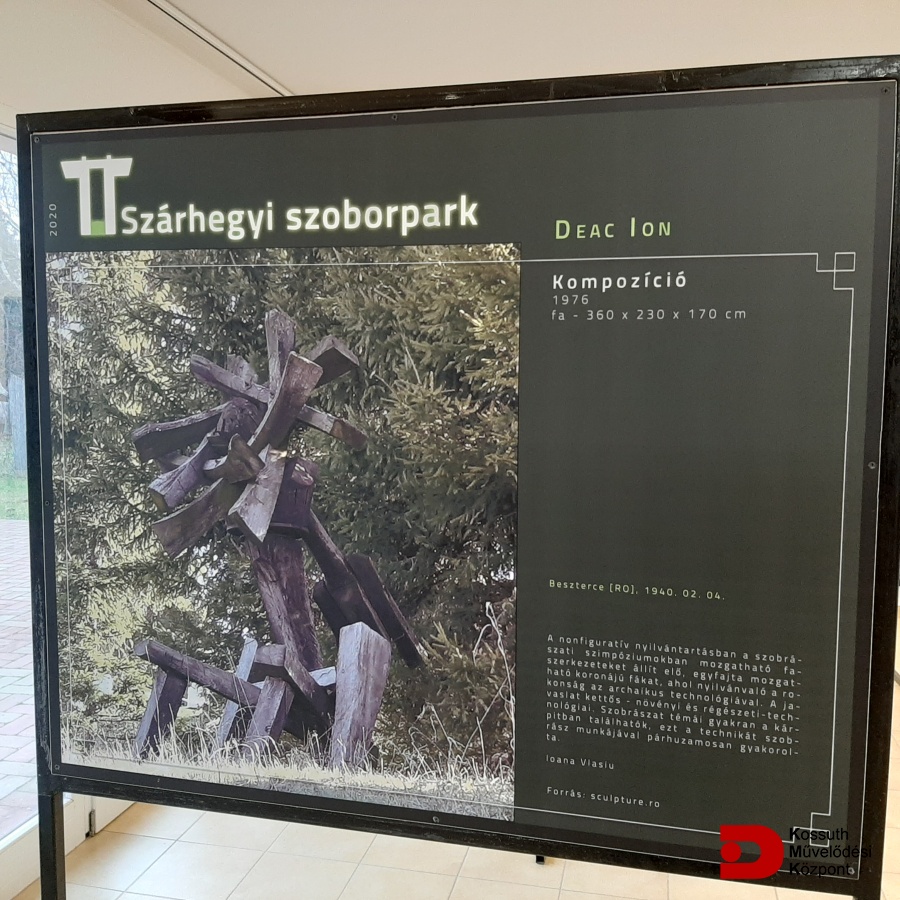 2020
Szárhegyi szoborpark
Deac Ion
Kompozíció
1976
fa - 360 x 230 x 170 cm
Beszterce [RO], 1940. 02. 04.
A nonfiguratív nyilvántartásban a szobrá-
szati szimpóziumokban mozgatható fa-
szerkezeteket állít elő, egyfajta mozgat-
ható koronájú fákat, ahol nyilvánvaló a ro-
konság az archaikus technológiával. A ja-
vaslat kettős - növényi és régészeti-tech-
nológiai. Szobrászat témái gyakran a kár-
pitban találhatók, ezt a technikát szob-
rász munkájával párhuzamosan gyakorol-
ta.
Ioana Vlasiu
Forrás: sculpture.ro
Kossuth
Művelődési
Központ